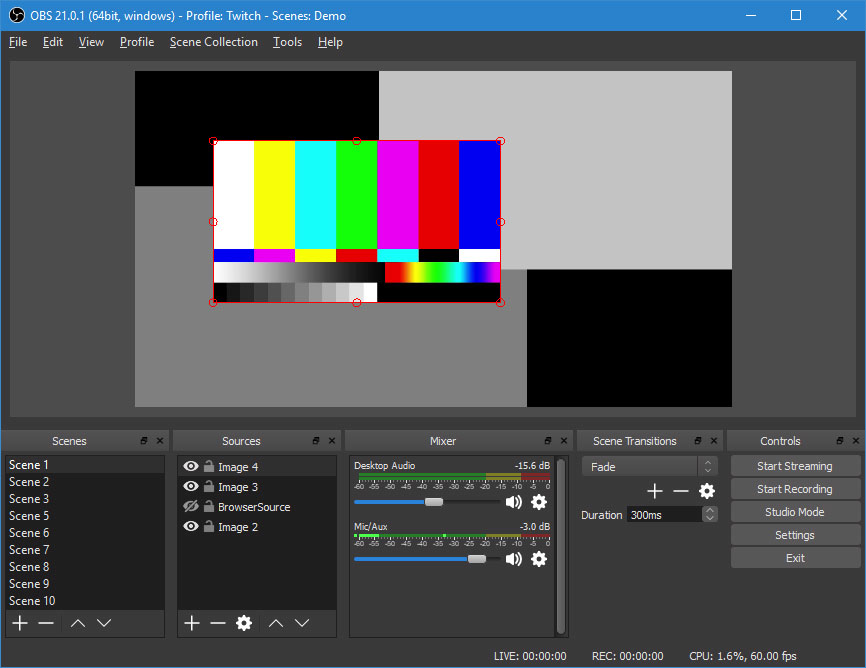 OBS 21.0.1 (64bit, windows) - Profile: Twitch - Scenes: Demo
File Edit View Profile Scene Collection Tools Help
Scenes
Scene 1
Scene 2
Scene 3
Scene 5
Scene 6
Scene 7
Scene 8
Scene 9
Scene 10
Sources
Image 4
Image 3
BrowserSource
Image 2
Mixer
Desktop Audio -15.6 dB
-60 -55 -50 -45 -40 -35 -30 -25 -20 -15 -10 -5 0
Mic/Aux -3.0 dB
-60 -55 -50 -45 -40 -35 -30 -25 -20 -15 -10 -5 0
Scene Transitions
Fade
Duration 300ms
Controls
Start Streaming
Start Recording
Studio Mode
Settings
Exit
LIVE: 00:00:00 REC: 00:00:00 CPU: 1.6%, 60.00 fps